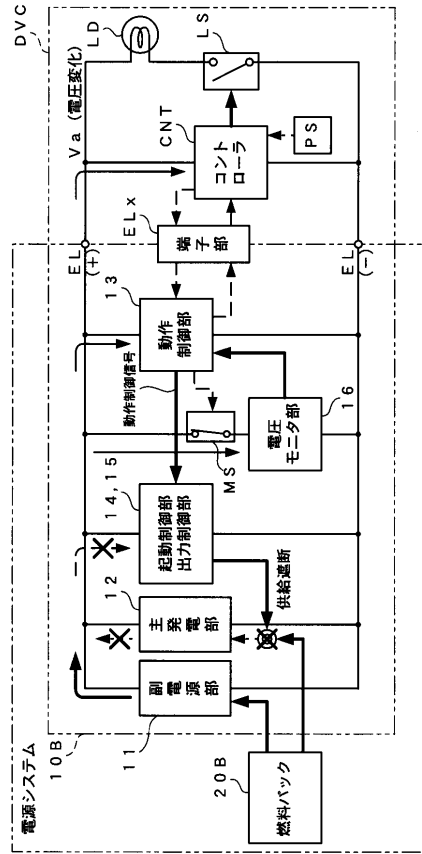 電源システム
10B
DVC
LD
LS
Va(電圧変化)
CNT
コント
ローラ
PS
ELx
端子部
EL
(+)
EL
(-)
13
動作
制御部
動作制御信号
MS
電圧
モニタ部
16
14,15
起動制御部
出力制御部
供給遮断
12
主発電部
副電源部
11
燃料パック
20B